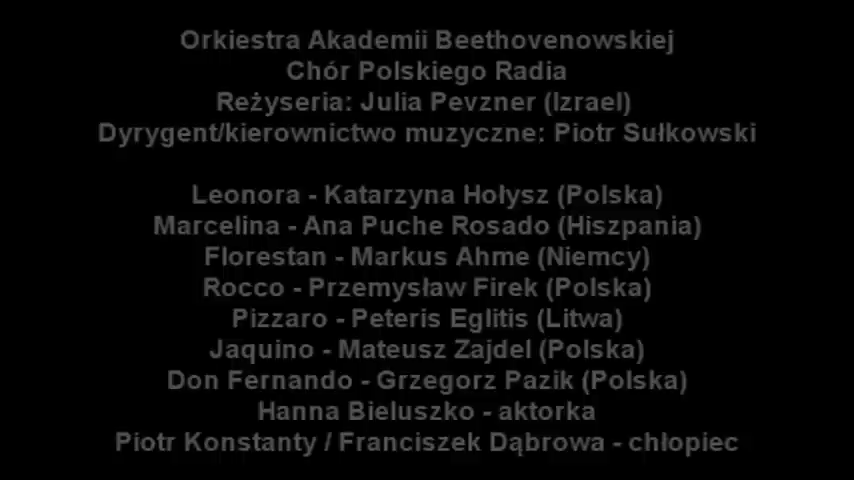 Orkiestra Akademii Beethovenowskiej
Chór Polskiego Radia
Reżyseria: Julia Pevzner (Izrael)
Dyrygent/kierownictwo muzyczne: Piotr Sułkowski
Leonora - Katarzyna Hołysz (Polska)
Marcelina - Ana Puche Rosado (Hiszpania)
Florestan - Markus Ahme (Niemcy)
Rocco - Przemysław Firek (Polska)
Pizzaro - Peteris Eglitis (Litwa)
Jaquino - Mateusz Zajdel (Polska)
Don Fernando - Grzegorz Pazik (Polska)
Hanna Bieluszko - aktorka
Piotr Konstanty / Franciszek Dąbrowa - chłopiec